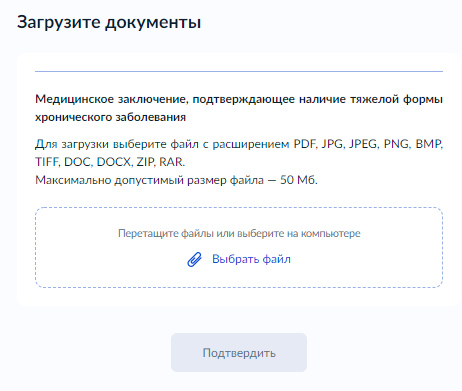 Загрузите документы
Медицинское заключение, подтверждающее наличие тяжелой формы
хронического заболевания
Для загрузки выберите файл с расширением PDF, JPG, JPEG, PNG, BMP,
TIFF, DOC, DOCX, ZIP, RAR.
Максимально допустимый размер файла — 50 Мб.
Перетащите файлы или выберите на компьютере
Выбрать файл
Подтвердить